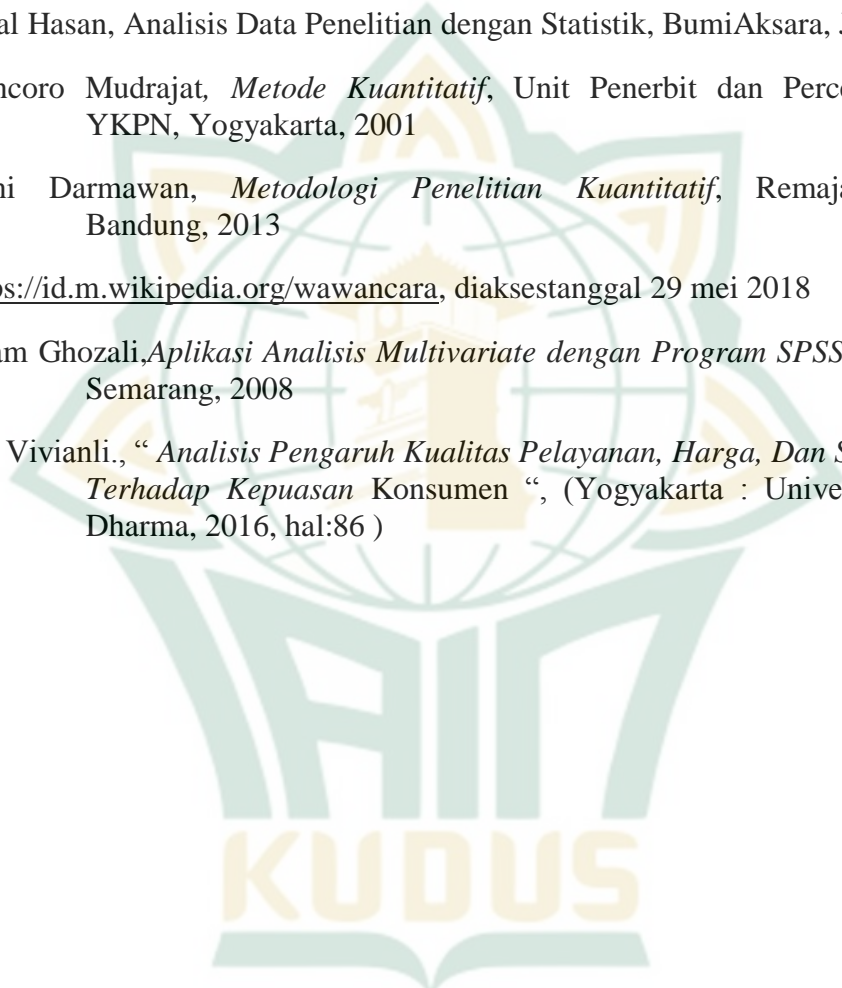 al Hasan, Analisis Data Penelitian dengan Statistik, BumiAksara, J
ncoro Mudrajat, Metode Kuantitatif, Unit Penerbit dan Perc
YKPN, Yogyakarta, 2001
ni Darmawan, Metodologi Penelitian Kuantitatif, Remaja
Bandung, 2013
ps://id.m.wikipedia.org/wawancara, diaksestanggal 29 mei 2018
am Ghozali,Aplikasi Analisis Multivariate dengan Program SPSS
Semarang, 2008
Vivianli., “ Analisis Pengaruh Kualitas Pelayanan, Harga, Dan S
Terhadap Kepuasan Konsumen “, (Yogyakarta : Unive
Dharma, 2016, hal:86 )
IAIN
KUDUS